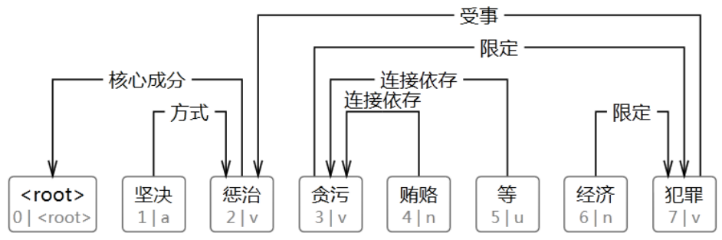 受事
限定
核心成分
连接依存
方式
连接依存
限定
<root> 坚决 惩治 贪污 贿赂 等 经济 犯罪
0|<root> 1|a 2|v 3|v 4|n 5|u 6|n 7|v